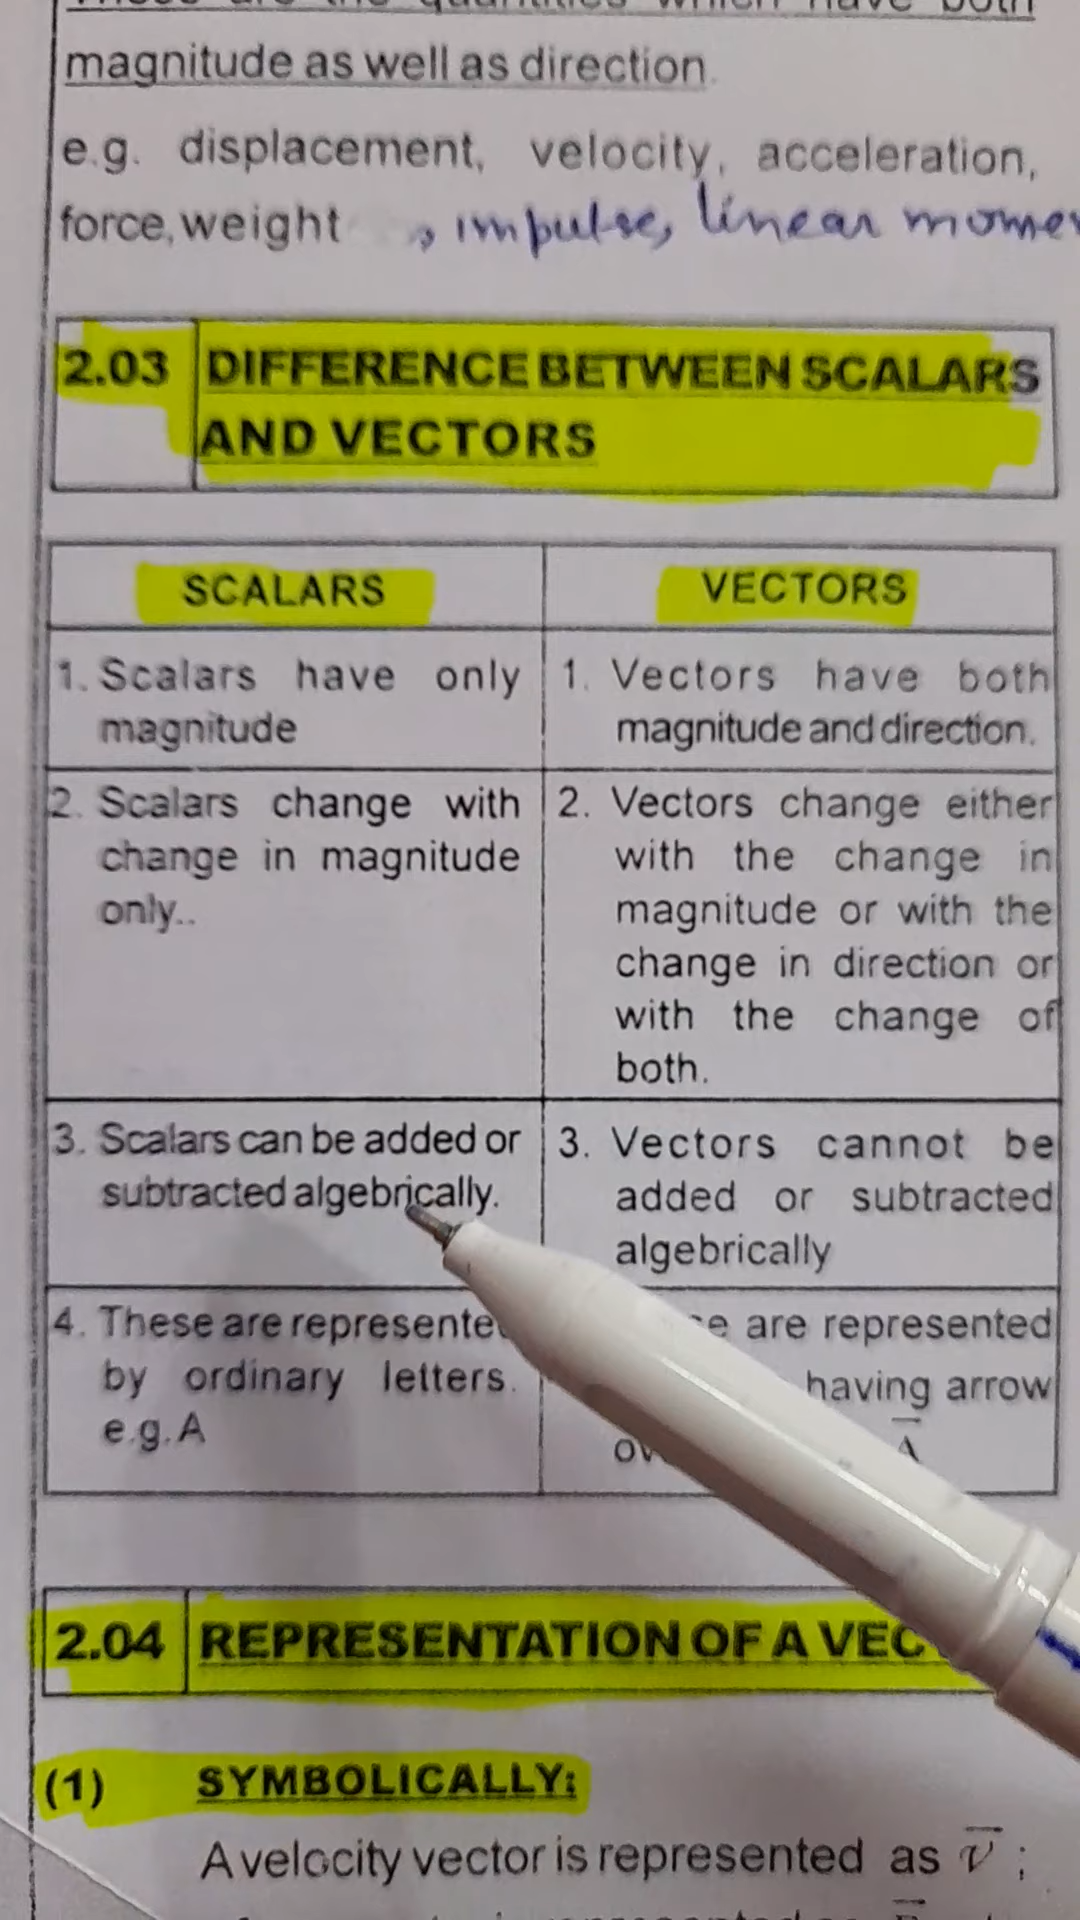 magnitude as well as direction.
e.g. displacement, velocity, acceleration,
force, weight , impulse, linear
2.03 DIFFERENCE BETWEEN SCALARS
AND VECTORS
SCALARS
VECTORS
1. Scalars have only
magnitude
1. Vectors have both
magnitude and direction.
2. Scalars change with
change in magnitude
only..
2. Vectors change either
with the change in
magnitude or with the
change in direction or
with the change of
both.
3. Scalars can be added or
subtracted algebrically.
3. Vectors cannot be
added or subtracted
algebrically
4. These are represented
by ordinary letters.
e.g. A
are represented
having arrow
2.04 REPRESENTATION OF A
(1) SYMBOLICALLY:
A velocity vector is represented as v⃗ ;